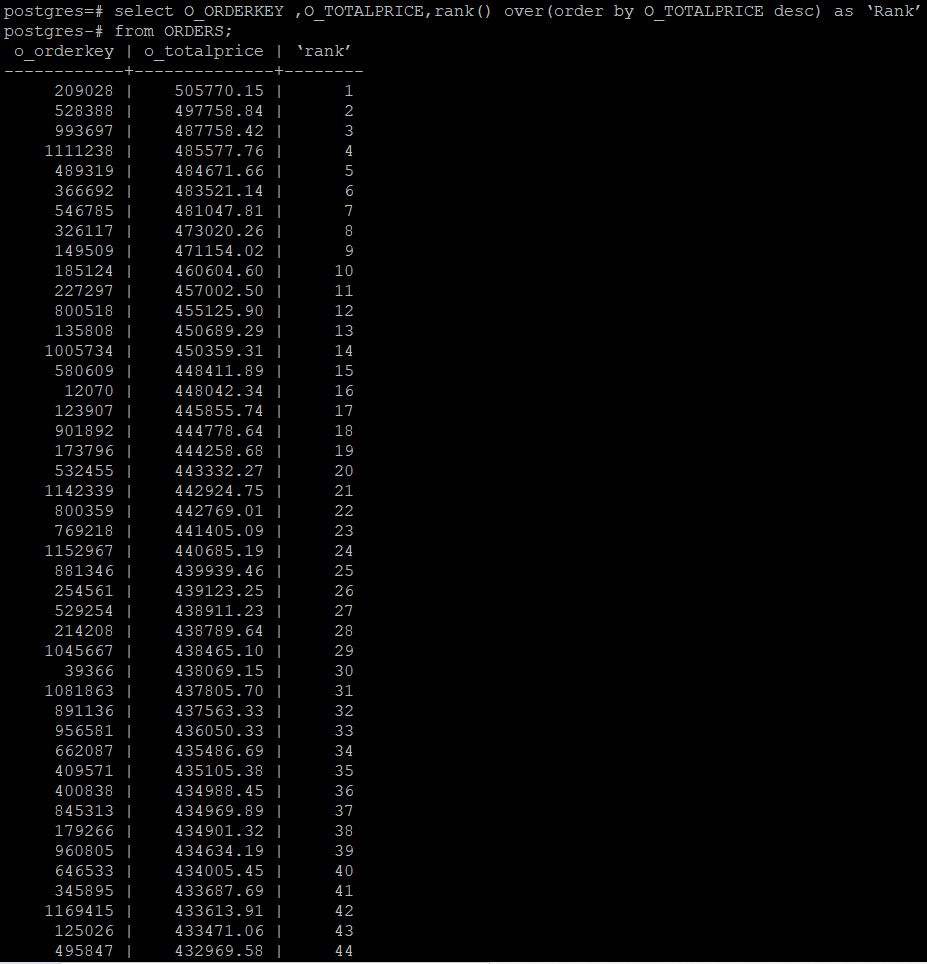 postgres=# select O_ORDERKEY ,O_TOTALPRICE,rank() over(order by O_TOTALPRICE desc) as ‘Rank’
postgres-# from ORDERS;
o_orderkey | o_totalprice | ‘rank’
------------+--------------+--------
209028 | 505770.15 | 1
528388 | 497758.84 | 2
993697 | 487758.42 | 3
1111238 | 485577.76 | 4
489319 | 484671.66 | 5
366692 | 483521.14 | 6
546785 | 481047.81 | 7
326117 | 473020.26 | 8
149509 | 471154.02 | 9
185124 | 460604.60 | 10
227297 | 457002.50 | 11
800518 | 455125.90 | 12
135808 | 450689.29 | 13
1005734 | 450359.31 | 14
580609 | 448411.89 | 15
12070 | 448042.34 | 16
123907 | 445855.74 | 17
901892 | 444778.64 | 18
173796 | 444258.68 | 19
532455 | 443332.27 | 20
1142339 | 442924.75 | 21
800359 | 442769.01 | 22
769218 | 441405.09 | 23
1152967 | 440685.19 | 24
881346 | 439939.46 | 25
254561 | 439123.25 | 26
529254 | 438911.23 | 27
214208 | 438789.64 | 28
1045667 | 438465.10 | 29
39366 | 438069.15 | 30
1081863 | 437805.70 | 31
891136 | 437563.33 | 32
956581 | 436050.33 | 33
662087 | 435486.69 | 34
409571 | 435105.38 | 35
400838 | 434988.45 | 36
845313 | 434969.89 | 37
179266 | 434901.32 | 38
960805 | 434634.19 | 39
646533 | 434005.45 | 40
345895 | 433687.69 | 41
1169415 | 433613.91 | 42
125026 | 433471.06 | 43
495847 | 432969.58 | 44